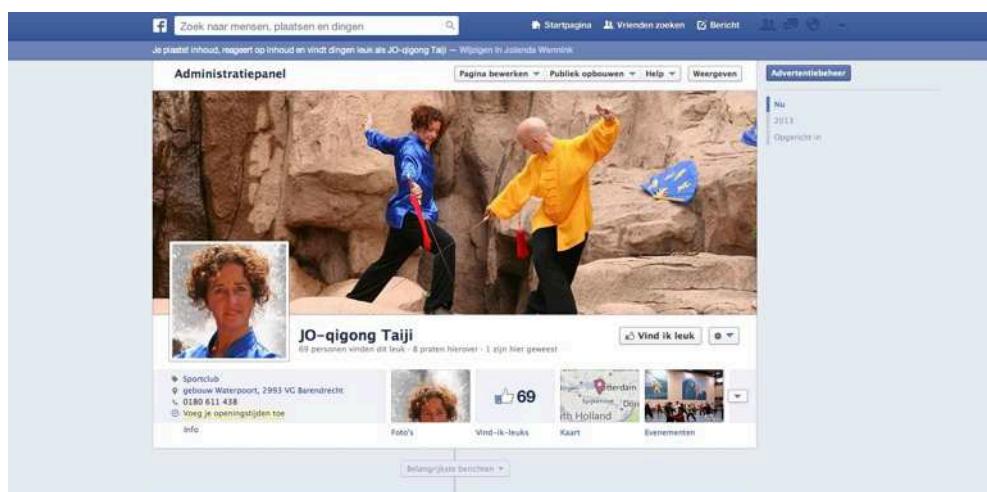 Zoek naar mensen, plaatsen en dingen
Startpagina Vrienden zoeken Bericht
Je plaatst inhoud, reageert op inhoud en vindt dingen leuk als JO-qigong Taiji — Wijzigen in Jolanda Wennink
Administratiepanel Pagina bewerken Publiek opbouwen Help Weergeven
Advertentiebeheer
Nu
2013
Opgericht in
JO-qigong Taiji
69 personen vinden dit leuk · 8 praten hierover · 1 zijn hier geweest
Vind ik leuk
Sportclub
gebouw Waterpoort, 2993 VG Barendrecht
0180 611 438
Voeg je openingstijden toe
Info
69
tterdam
th Holland
Foto's Vind-ik-leuks Kaart Evenementen
Belangrijkste berichten